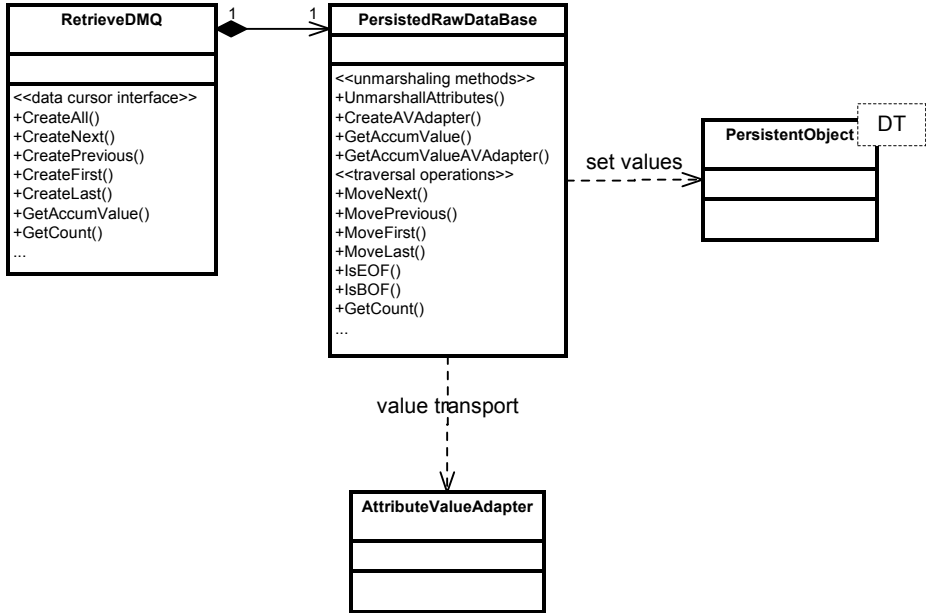 RetrieveDMQ
<<data cursor interface>>
+CreateAll()
+CreateNext()
+CreatePrevious()
+CreateFirst()
+CreateLast()
+GetAccumValue()
+GetCount()
...
1
1
PersistedRawDataBase
<<unmarshaling methods>>
+UnmarshallAttributes()
+CreateAVAdapter()
+GetAccumValue()
+GetAccumValueAVAdapter()
<<traversal operations>>
+MoveNext()
+MovePrevious()
+MoveFirst()
+MoveLast()
+IsEOF()
+IsBOF()
+GetCount()
...
set values
PersistentObject
DT
value transport
AttributeValueAdapter